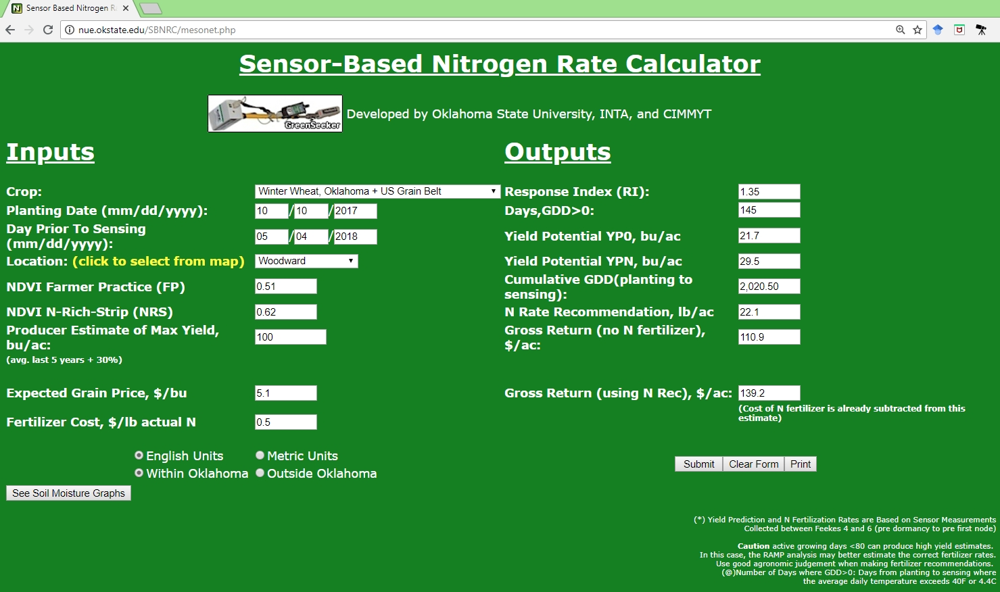 Sensor Based Nitrogen R
nue.okstate.edu/SBNRC/mesonet.php
Sensor-Based Nitrogen Rate Calculator
GreenSeeker
Developed by Oklahoma State University, INTA, and CIMMYT
Inputs
Crop: Winter Wheat, Oklahoma + US Grain Belt
Planting Date (mm/dd/yyyy): 10 / 10 / 2017
Day Prior To Sensing
(mm/dd/yyyy): 05 / 04 / 2018
Location: (click to select from map) Woodward
NDVI Farmer Practice (FP) 0.51
NDVI N-Rich-Strip (NRS) 0.62
Producer Estimate of Max Yield,
bu/ac: 100
(avg. last 5 years + 30%)
Expected Grain Price, $/bu 5.1
Fertilizer Cost, $/lb actual N 0.5
English Units Metric Units
Within Oklahoma Outside Oklahoma
See Soil Moisture Graphs
Outputs
Response Index (RI): 1.35
Days,GDD>0: 145
Yield Potential YP0, bu/ac 21.7
Yield Potential YPN, bu/ac 29.5
Cumulative GDD(planting to
sensing): 2,020.50
N Rate Recommendation, lb/ac 22.1
Gross Return (no N fertilizer),
$/ac: 110.9
Gross Return (using N Rec), $/ac: 139.2
(Cost of N fertilizer is already subtracted from this
estimate)
Submit Clear Form Print
(*) Yield Prediction and N Fertilization Rates are Based on Sensor Measurements
Collected between Feekes 4 and 6 (pre dormancy to pre first node)
Caution active growing days <80 can produce high yield estimates.
In this case, the RAMP analysis may better estimate the correct fertilizer rates.
Use good agronomic judgement when making fertilizer recommendations.
(@)Number of Days where GDD>0: Days from planting to sensing where
the average daily temperature exceeds 40F or 4.4C